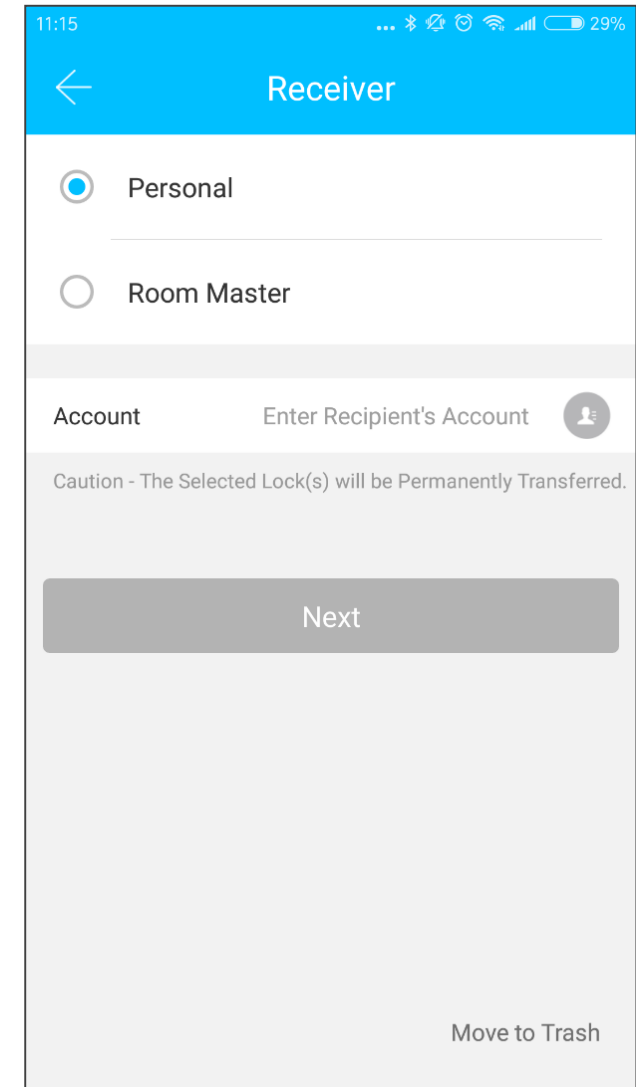 11:15 ... 29%
Receiver
Personal
Room Master
Account Enter Recipient's Account
Caution - The Selected Lock(s) will be Permanently Transferred.
Next
Move to Trash